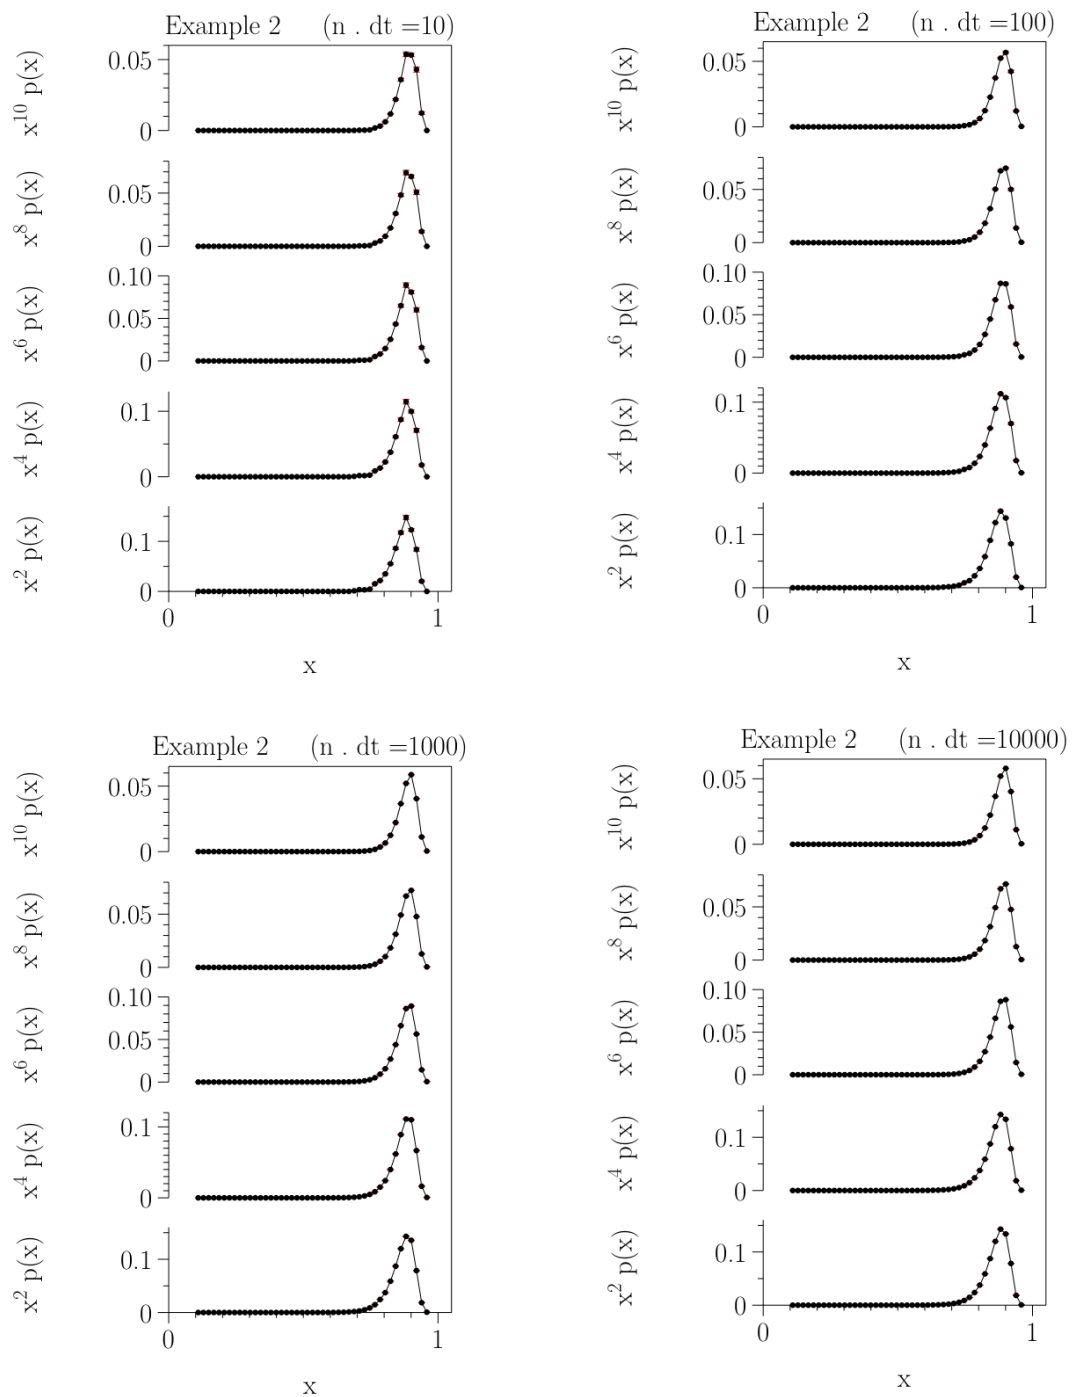 Example 2 (n . dt =10)
x¹⁰ p(x)
0.05
0
x⁸ p(x)
0.05
0
x⁶ p(x)
0.10
0.05
0
x⁴ p(x)
0.1
0
x² p(x)
0.1
0
0 1
x
Example 2 (n . dt =100)
x¹⁰ p(x)
0.05
0
x⁸ p(x)
0.05
0
x⁶ p(x)
0.10
0.05
0
x⁴ p(x)
0.1
0
x² p(x)
0.1
0
0 1
x
Example 2 (n . dt =1000)
x¹⁰ p(x)
0.05
0
x⁸ p(x)
0.05
0
x⁶ p(x)
0.10
0.05
0
x⁴ p(x)
0.1
0
x² p(x)
0.1
0
0 1
x
Example 2 (n . dt =10000)
x¹⁰ p(x)
0.05
0
x⁸ p(x)
0.05
0
x⁶ p(x)
0.10
0.05
0
x⁴ p(x)
0.1
0
x² p(x)
0.1
0
0 1
x